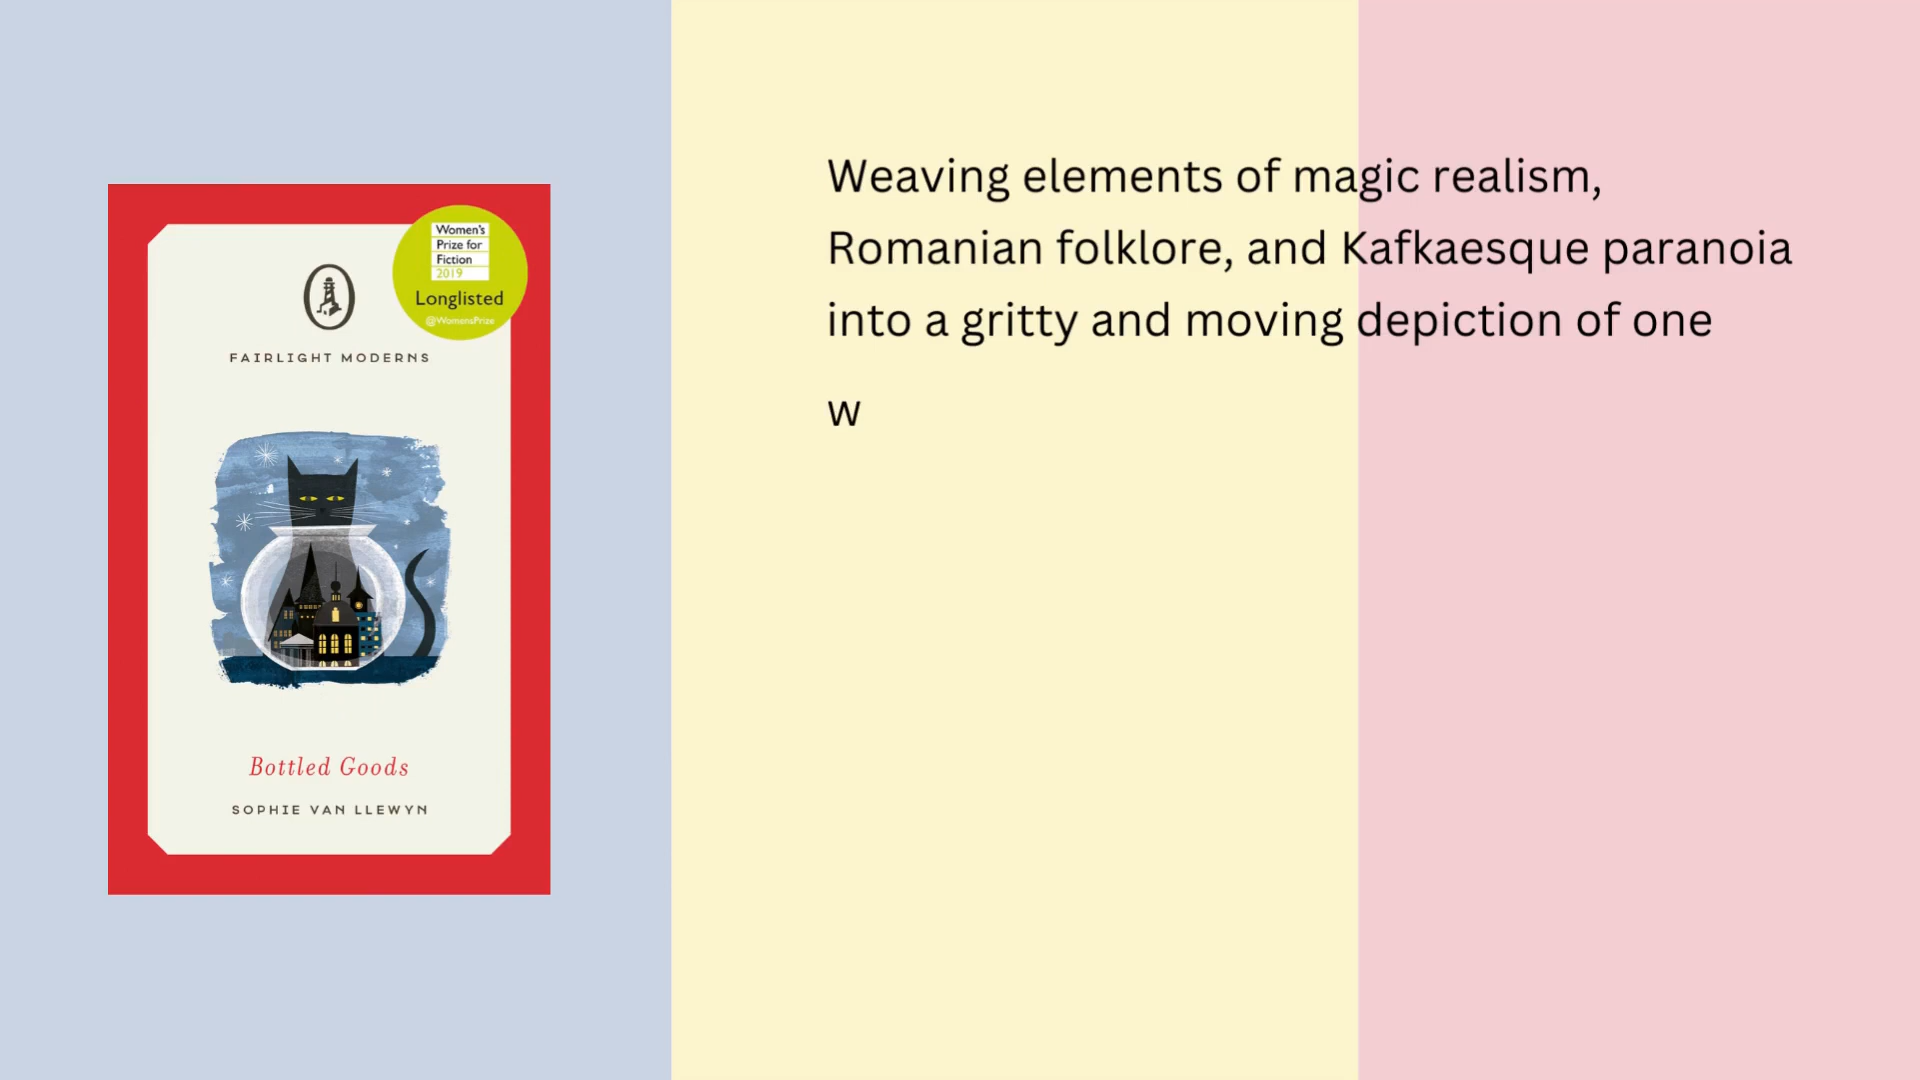 Women's
Prize for
Fiction
2019
Longlisted
@WomensPrize
FAIRLIGHT MODERNS
Bottled Goods
SOPHIE VAN LLEWYN
Weaving elements of magic realism,
Romanian folklore, and Kafkaesque paranoia
into a gritty and moving depiction of one
w